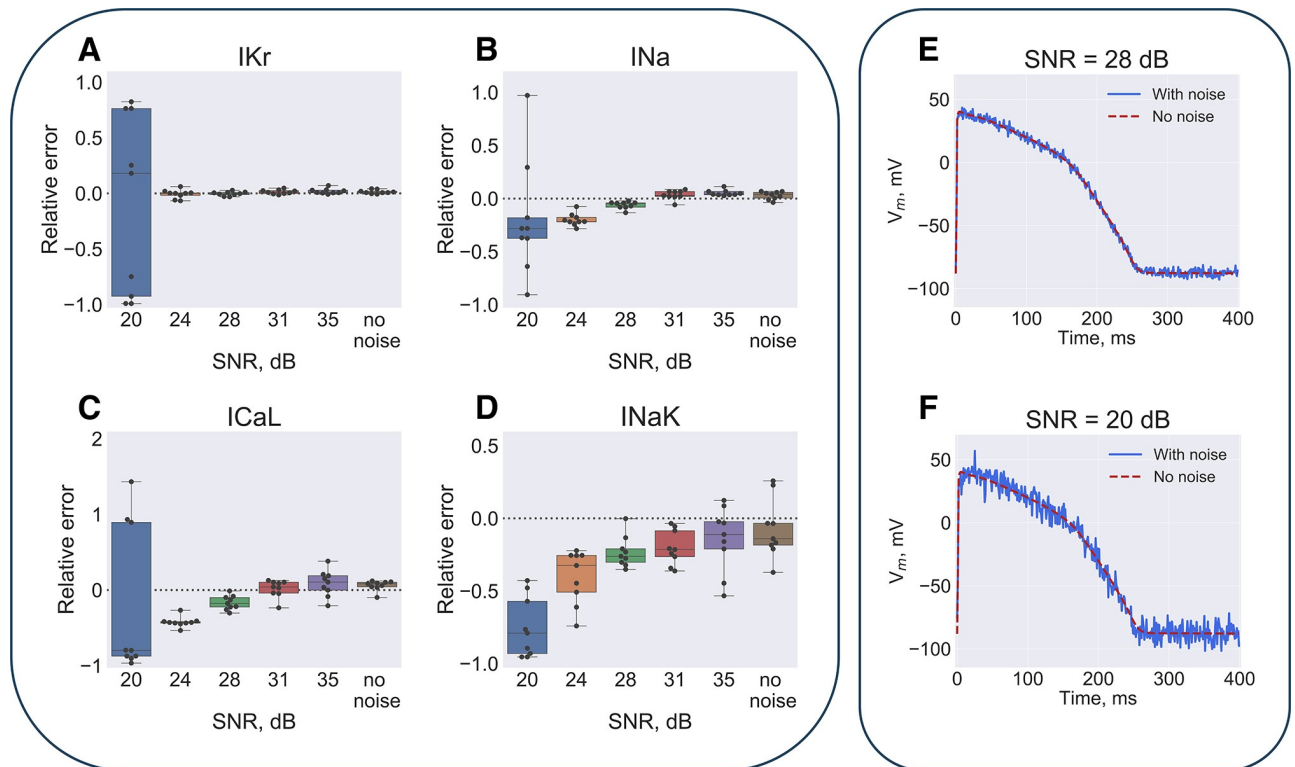 A
IKr
Relative error
1.0
0.5
0.0
−0.5
−1.0
20 24 28 31 35 no noise
SNR, dB
B
INa
Relative error
1.0
0.5
0.0
−0.5
−1.0
20 24 28 31 35 no noise
SNR, dB
C
ICaL
Relative error
2
1
0
−1
20 24 28 31 35 no noise
SNR, dB
D
INaK
Relative error
0.5
0.0
−0.5
−1.0
20 24 28 31 35 no noise
SNR, dB
E
SNR = 28 dB
With noise
No noise
Vm, mV
50
0
−50
−100
0 100 200 300 400
Time, ms
F
SNR = 20 dB
With noise
No noise
Vm, mV
50
0
−50
−100
0 100 200 300 400
Time, ms